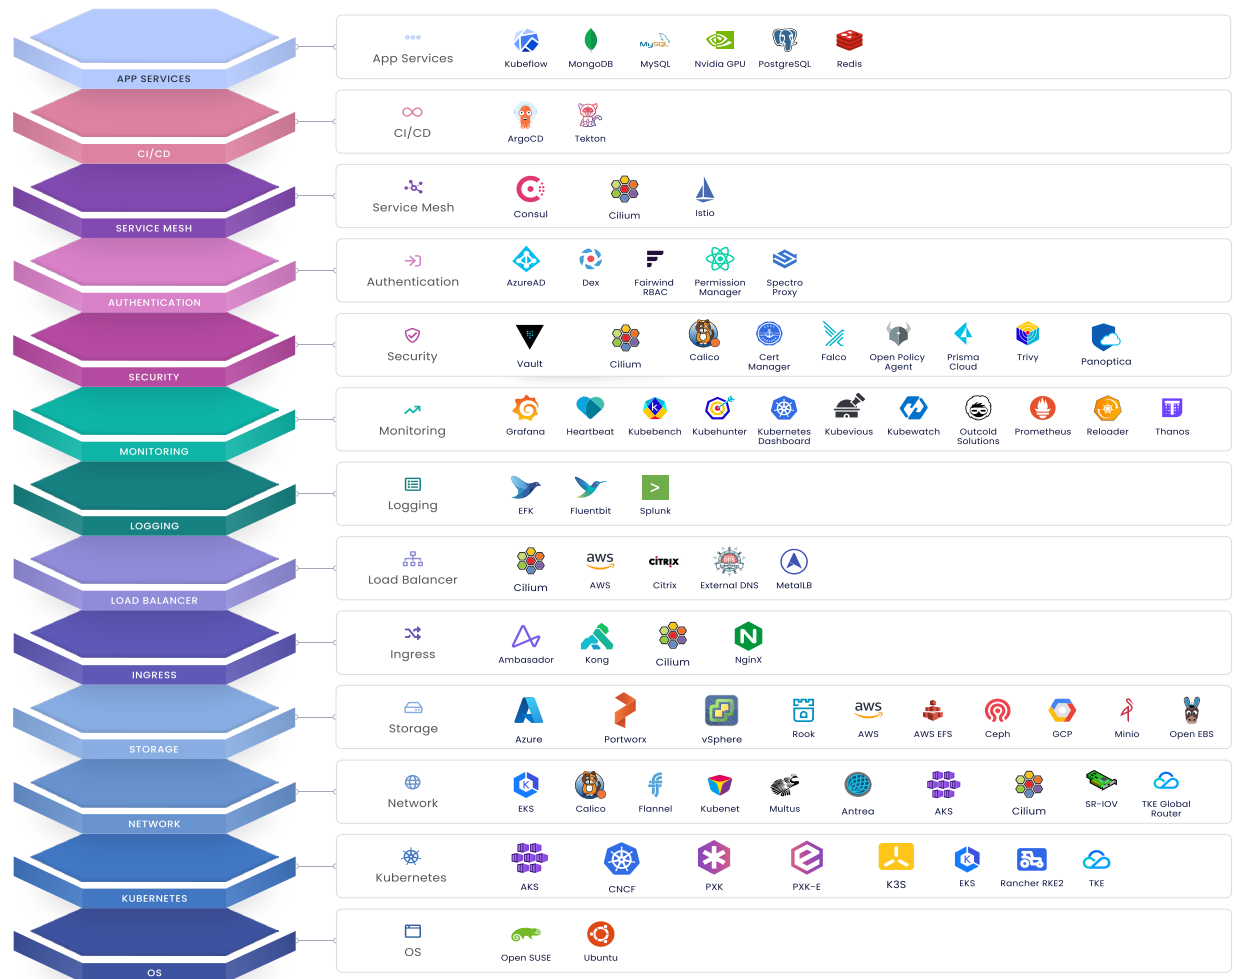 APP SERVICES
App Services
Kubeflow
MongoDB
MySQL
MySQL
Nvidia GPU
PostgreSQL
Redis
CI/CD
CI/CD
ArgoCD
Tekton
SERVICE MESH
Service Mesh
Consul
Cilium
Istio
AUTHENTICATION
Authentication
AzureAD
Dex
Fairwind
RBAC
Permission
Manager
Spectro
Proxy
SECURITY
Security
Vault
Cilium
Calico
Cert
Manager
Falco
Open Policy
Agent
Prisma
Cloud
Trivy
Panoptica
MONITORING
Monitoring
Grafana
Heartbeat
Kubebench
Kubehunter
Kubernetes
Dashboard
Kubevious
Kubewatch
Outcold
Solutions
Prometheus
Reloader
Thanos
LOGGING
Logging
EFK
Fluentbit
>
Splunk
LOAD BALANCER
Load Balancer
Cilium
aws
AWS
CITRIX
Citrix
External DNS
MetalLB
INGRESS
Ingress
Ambasador
Kong
Cilium
N
NginX
STORAGE
Storage
Azure
Portworx
vSphere
Rook
aws
AWS
AWS EFS
Ceph
GCP
Minio
Open EBS
NETWORK
Network
K
EKS
Calico
Flannel
Kubenet
Multus
Antrea
AKS
Cilium
SR-IOV
TKE Global
Router
KUBERNETES
Kubernetes
AKS
CNCF
PXK
PXK-E
K3S
K
EKS
Rancher RKE2
TKE
OS
OS
Open SUSE
Ubuntu